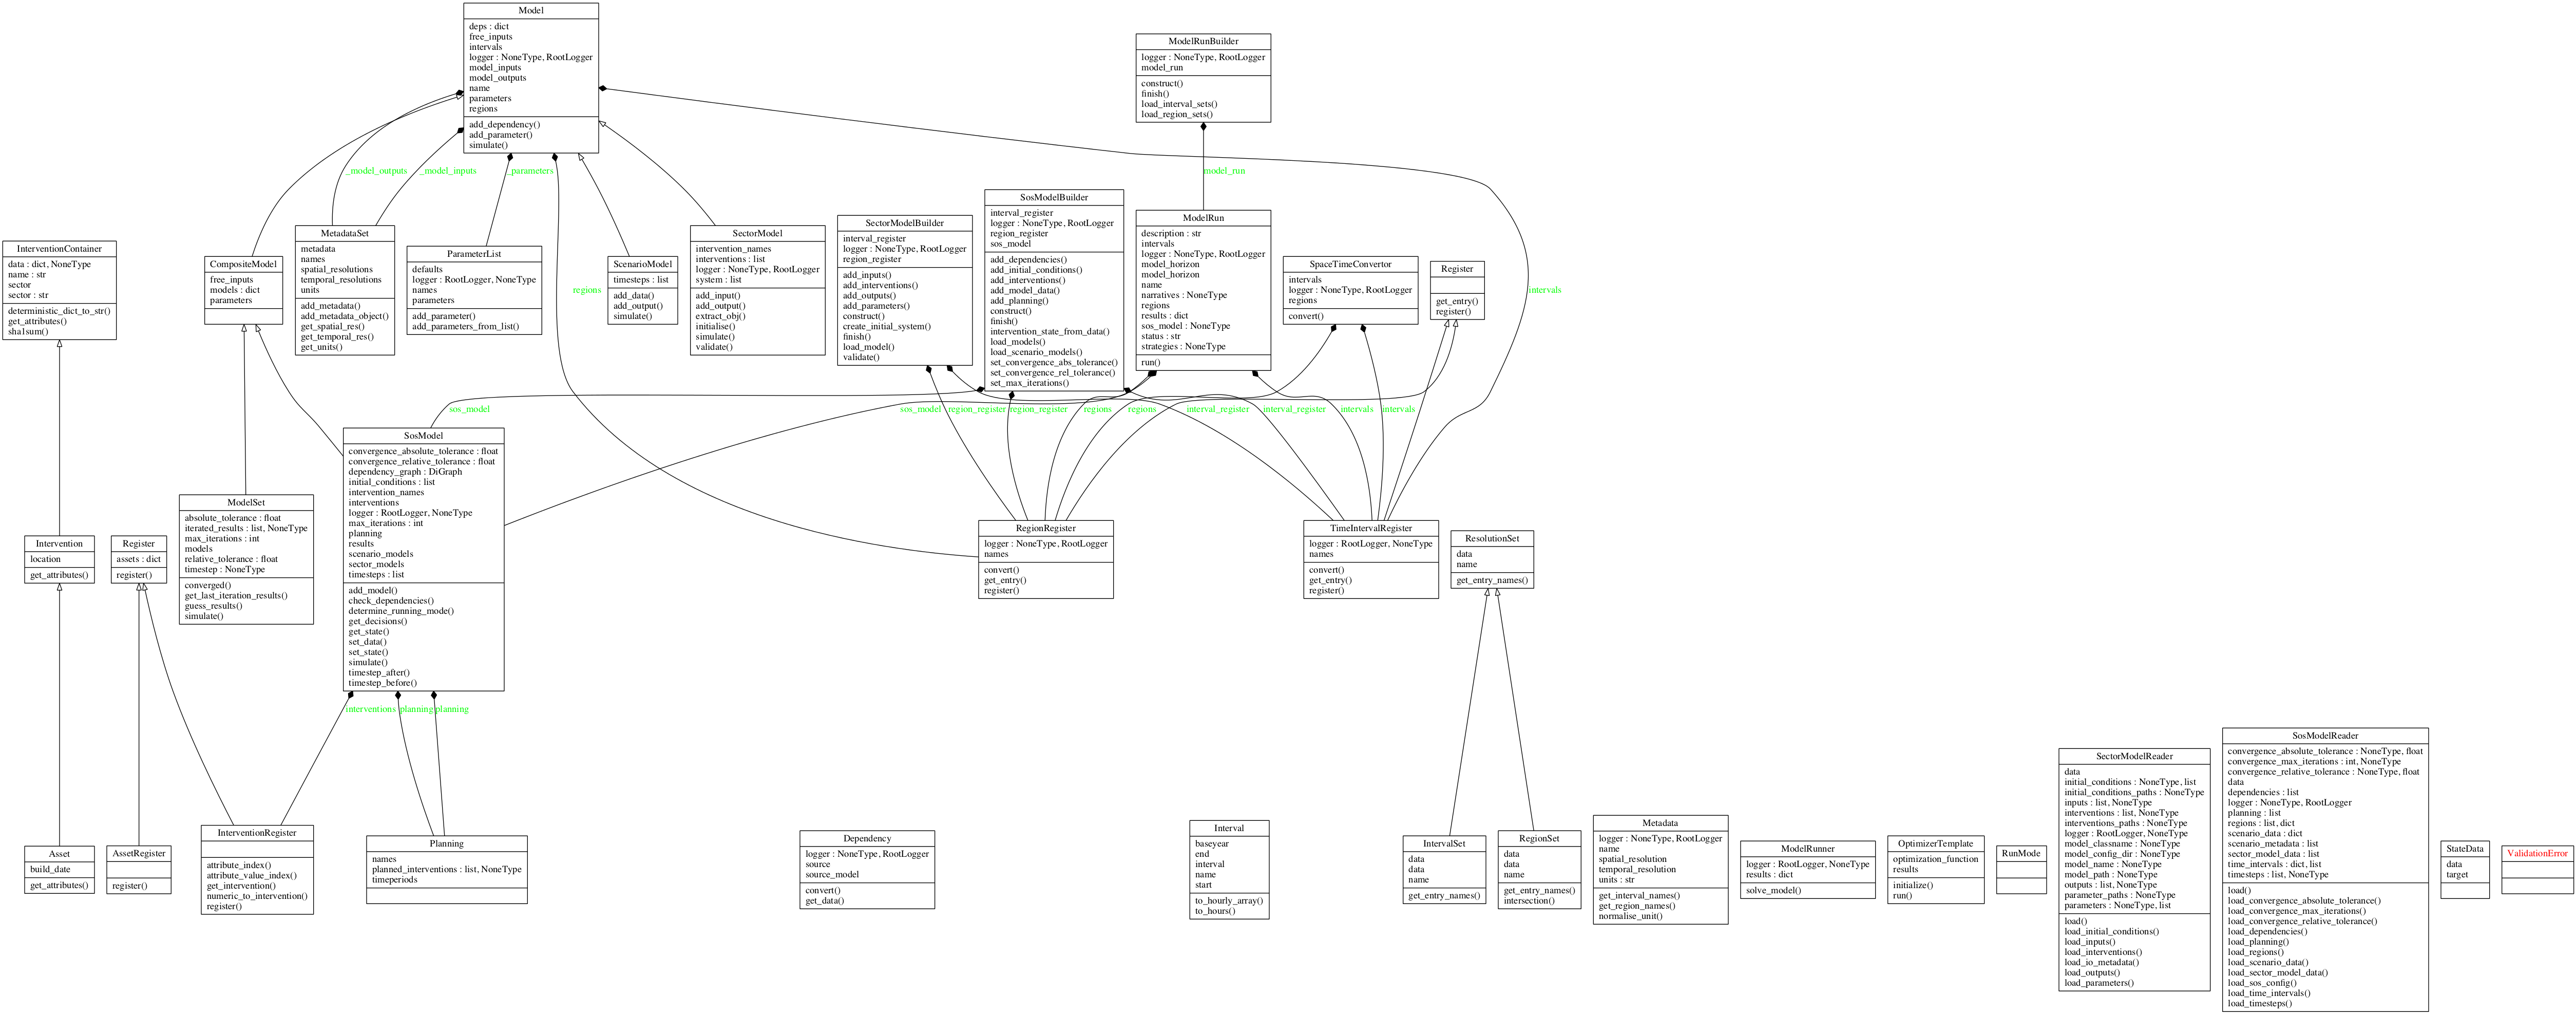 Model
deps : dict
free_inputs
intervals
logger : NoneType, RootLogger
model_inputs
model_outputs
name
parameters
regions
add_dependency()
add_parameter()
simulate()
ModelRunBuilder
logger : NoneType, RootLogger
model_run
construct()
finish()
load_interval_sets()
load_region_sets()
_model_outputs
_model_inputs
_parameters
model_run
InterventionContainer
data : dict, NoneType
name : str
sector
sector : str
deterministic_dict_to_str()
get_attributes()
sha1sum()
CompositeModel
free_inputs
models : dict
parameters
MetadataSet
metadata
names
spatial_resolutions
temporal_resolutions
units
add_metadata()
add_metadata_object()
get_spatial_res()
get_temporal_res()
get_units()
ParameterList
defaults
logger : RootLogger, NoneType
names
parameters
add_parameter()
add_parameters_from_list()
regions
ScenarioModel
timesteps : list
add_data()
add_output()
simulate()
SectorModel
intervention_names
interventions : list
logger : NoneType, RootLogger
system : list
add_input()
add_output()
extract_obj()
initialise()
simulate()
validate()
SectorModelBuilder
interval_register
logger : NoneType, RootLogger
region_register
add_inputs()
add_interventions()
add_outputs()
add_parameters()
construct()
create_initial_system()
finish()
load_model()
validate()
SosModelBuilder
interval_register
logger : NoneType, RootLogger
region_register
sos_model
add_dependencies()
add_initial_conditions()
add_interventions()
add_model_data()
add_planning()
construct()
finish()
intervention_state_from_data()
load_models()
load_scenario_models()
set_convergence_abs_tolerance()
set_convergence_rel_tolerance()
set_max_iterations()
ModelRun
description : str
intervals
logger : NoneType, RootLogger
model_horizon
model_horizon
name
narratives : NoneType
regions
results : dict
sos_model : NoneType
status : str
strategies : NoneType
run()
SpaceTimeConvertor
intervals
logger : NoneType, RootLogger
regions
convert()
Register
get_entry()
register()
intervals
sos_model
sos_model
region_register
region_register
regions
regions
interval_register
interval_register
intervals
intervals
Intervention
location
get_attributes()
Register
assets : dict
register()
ModelSet
absolute_tolerance : float
iterated_results : list, NoneType
max_iterations : int
models
relative_tolerance : float
timestep : NoneType
converged()
get_last_iteration_results()
guess_results()
simulate()
SosModel
convergence_absolute_tolerance : float
convergence_relative_tolerance : float
dependency_graph : DiGraph
initial_conditions : list
intervention_names
interventions
logger : RootLogger, NoneType
max_iterations : int
planning
results
scenario_models
sector_models
timesteps : list
add_model()
check_dependencies()
determine_running_mode()
get_decisions()
get_state()
set_data()
set_state()
simulate()
timestep_after()
timestep_before()
RegionRegister
logger : NoneType, RootLogger
names
convert()
get_entry()
register()
TimeIntervalRegister
logger : RootLogger, NoneType
names
convert()
get_entry()
register()
ResolutionSet
data
name
get_entry_names()
interventions
planning
planning
Asset
build_date
get_attributes()
AssetRegister
register()
InterventionRegister
attribute_index()
attribute_value_index()
get_intervention()
numeric_to_intervention()
register()
Planning
names
planned_interventions : list, NoneType
timeperiods
Dependency
logger : NoneType, RootLogger
source
source_model
convert()
get_data()
Interval
baseyear
end
interval
name
start
to_hourly_array()
to_hours()
IntervalSet
data
data
name
get_entry_names()
RegionSet
data
data
name
get_entry_names()
intersection()
Metadata
logger : NoneType, RootLogger
name
spatial_resolution
temporal_resolution
units : str
get_interval_names()
get_region_names()
normalise_unit()
ModelRunner
logger : RootLogger, NoneType
results : dict
solve_model()
OptimizerTemplate
optimization_function
results
initialize()
run()
RunMode
SectorModelReader
data
initial_conditions : NoneType, list
initial_conditions_paths : NoneType
inputs : list, NoneType
interventions : list, NoneType
interventions_paths : NoneType
logger : RootLogger, NoneType
model_classname : NoneType
model_config_dir : NoneType
model_name : NoneType
model_path : NoneType
outputs : list, NoneType
parameter_paths : NoneType
parameters : NoneType, list
load()
load_initial_conditions()
load_inputs()
load_interventions()
load_io_metadata()
load_outputs()
load_parameters()
SosModelReader
convergence_absolute_tolerance : NoneType, float
convergence_max_iterations : int, NoneType
convergence_relative_tolerance : NoneType, float
data
dependencies : list
logger : NoneType, RootLogger
planning : list
regions : list, dict
scenario_data : dict
scenario_metadata : list
sector_model_data : list
time_intervals : dict, list
timesteps : list, NoneType
load()
load_convergence_absolute_tolerance()
load_convergence_max_iterations()
load_convergence_relative_tolerance()
load_dependencies()
load_planning()
load_regions()
load_scenario_data()
load_sector_model_data()
load_sos_config()
load_time_intervals()
load_timesteps()
StateData
data
target
ValidationError